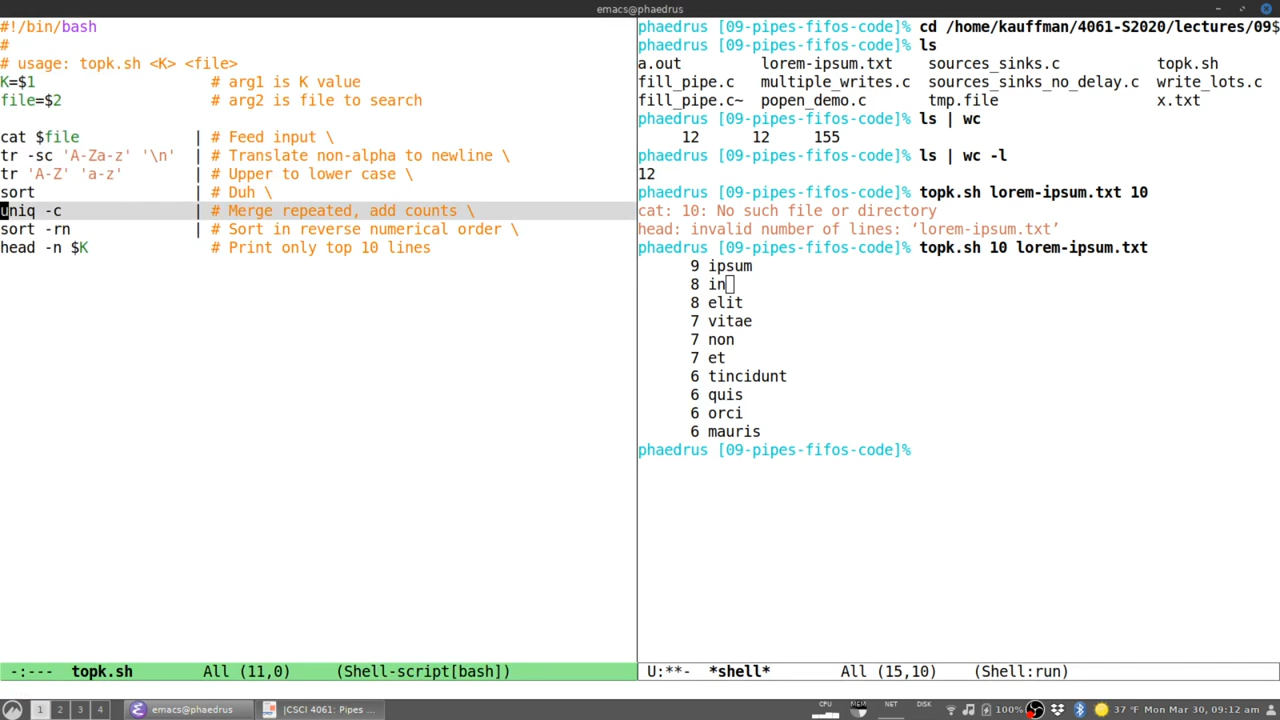 emacs@phaedrus
#!/bin/bash
#
# usage: topk.sh <K> <file>
K=$1 # arg1 is K value
file=$2 # arg2 is file to search
cat $file | # Feed input \
tr -sc 'A-Za-z' '\n' | # Translate non-alpha to newline \
tr 'A-Z' 'a-z' | # Upper to lower case \
sort | # Duh \
uniq -c | # Merge repeated, add counts \
sort -rn | # Sort in reverse numerical order \
head -n $K # Print only top 10 lines
-:--- topk.sh All (11,0) (Shell-script[bash])
phaedrus [09-pipes-fifos-code]% cd /home/kauffman/4061-S2020/lectures/09$
phaedrus [09-pipes-fifos-code]% ls
a.out lorem-ipsum.txt sources_sinks.c topk.sh
fill_pipe.c multiple_writes.c sources_sinks_no_delay.c write_lots.c
fill_pipe.c~ popen_demo.c tmp.file x.txt
phaedrus [09-pipes-fifos-code]% ls | wc
12 12 155
phaedrus [09-pipes-fifos-code]% ls | wc -l
12
phaedrus [09-pipes-fifos-code]% topk.sh lorem-ipsum.txt 10
cat: 10: No such file or directory
head: invalid number of lines: ‘lorem-ipsum.txt’
phaedrus [09-pipes-fifos-code]% topk.sh 10 lorem-ipsum.txt
9 ipsum
8 in
8 elit
7 vitae
7 non
7 et
6 tincidunt
6 quis
6 orci
6 mauris
phaedrus [09-pipes-fifos-code]%
U:**- *shell* All (15,10) (Shell:run)
1 2 3 4 emacs@phaedrus |CSCI 4061: Pipes ... CPU MEM NET DISK 100% 37 °F Mon Mar 30, 09:12 am